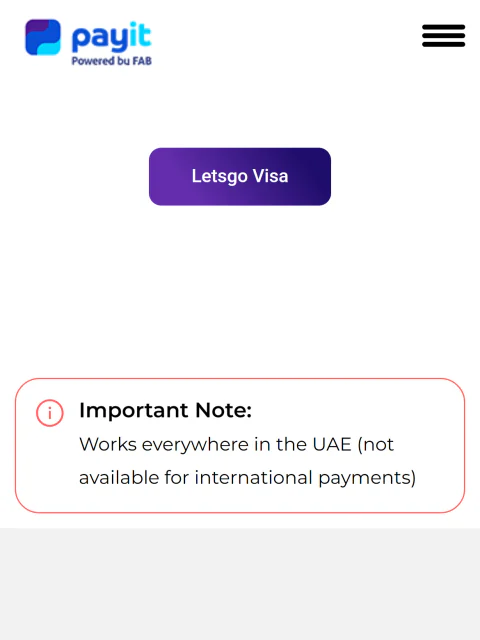 payit
Powered by FAB
Letsgo Visa
Important Note:
Works everywhere in the UAE (not
available for international payments)